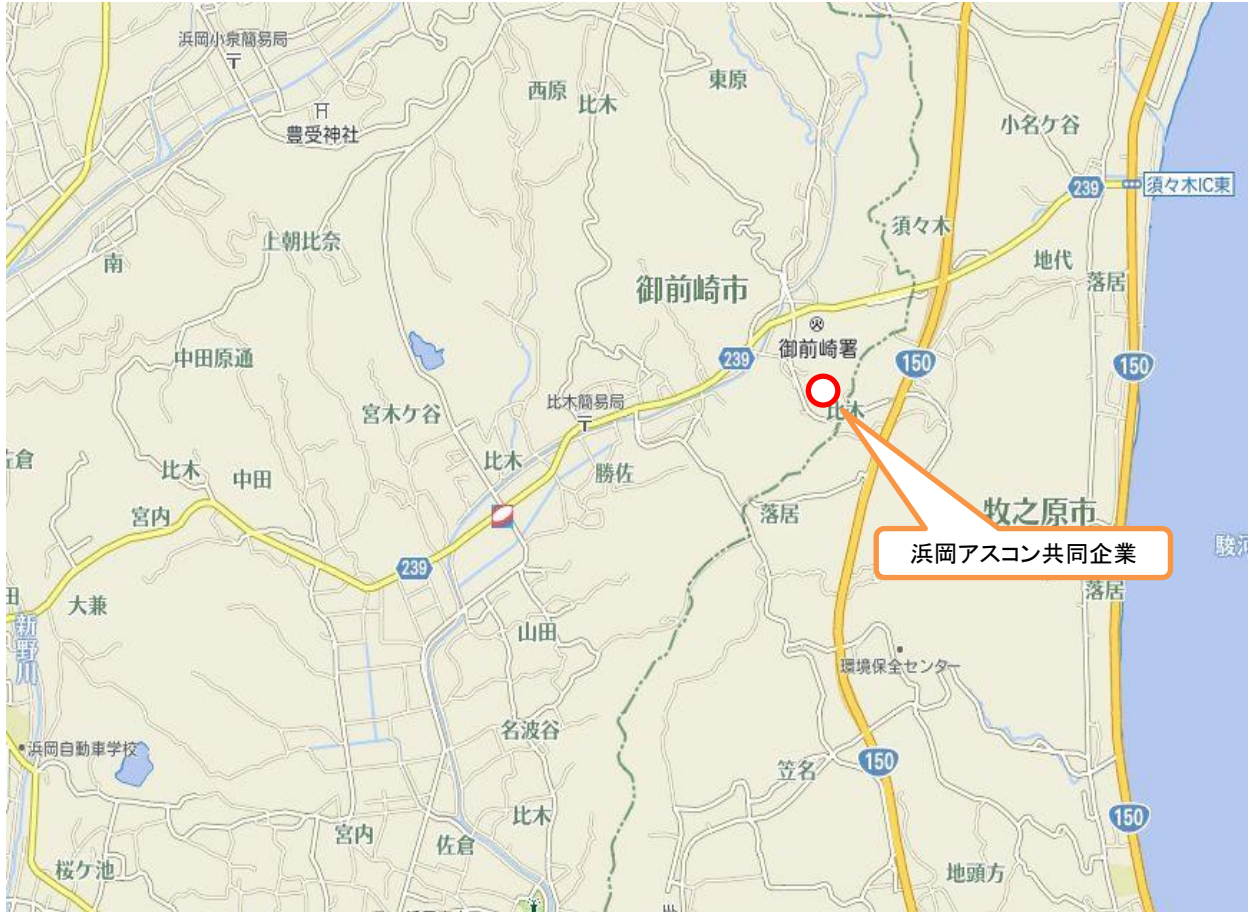 浜岡小泉簡易局
豊受神社
西原
比木
東原
小名ケ谷
239
須々木IC東
須々木
上朝比奈
南
地代
落居
御前崎市
御前崎署
239
150
150
中田原通
宮木ケ谷
比木簡易局
比木
比木
中田
比木
勝佐
宮内
落居
牧之原市
浜岡アスコン共同企業
239
大兼
落居
新野川
山田
環境保全センター
名波谷
浜岡自動車学校
笠名
150
比木
150
宮内
佐倉
桜ケ池
地頭方